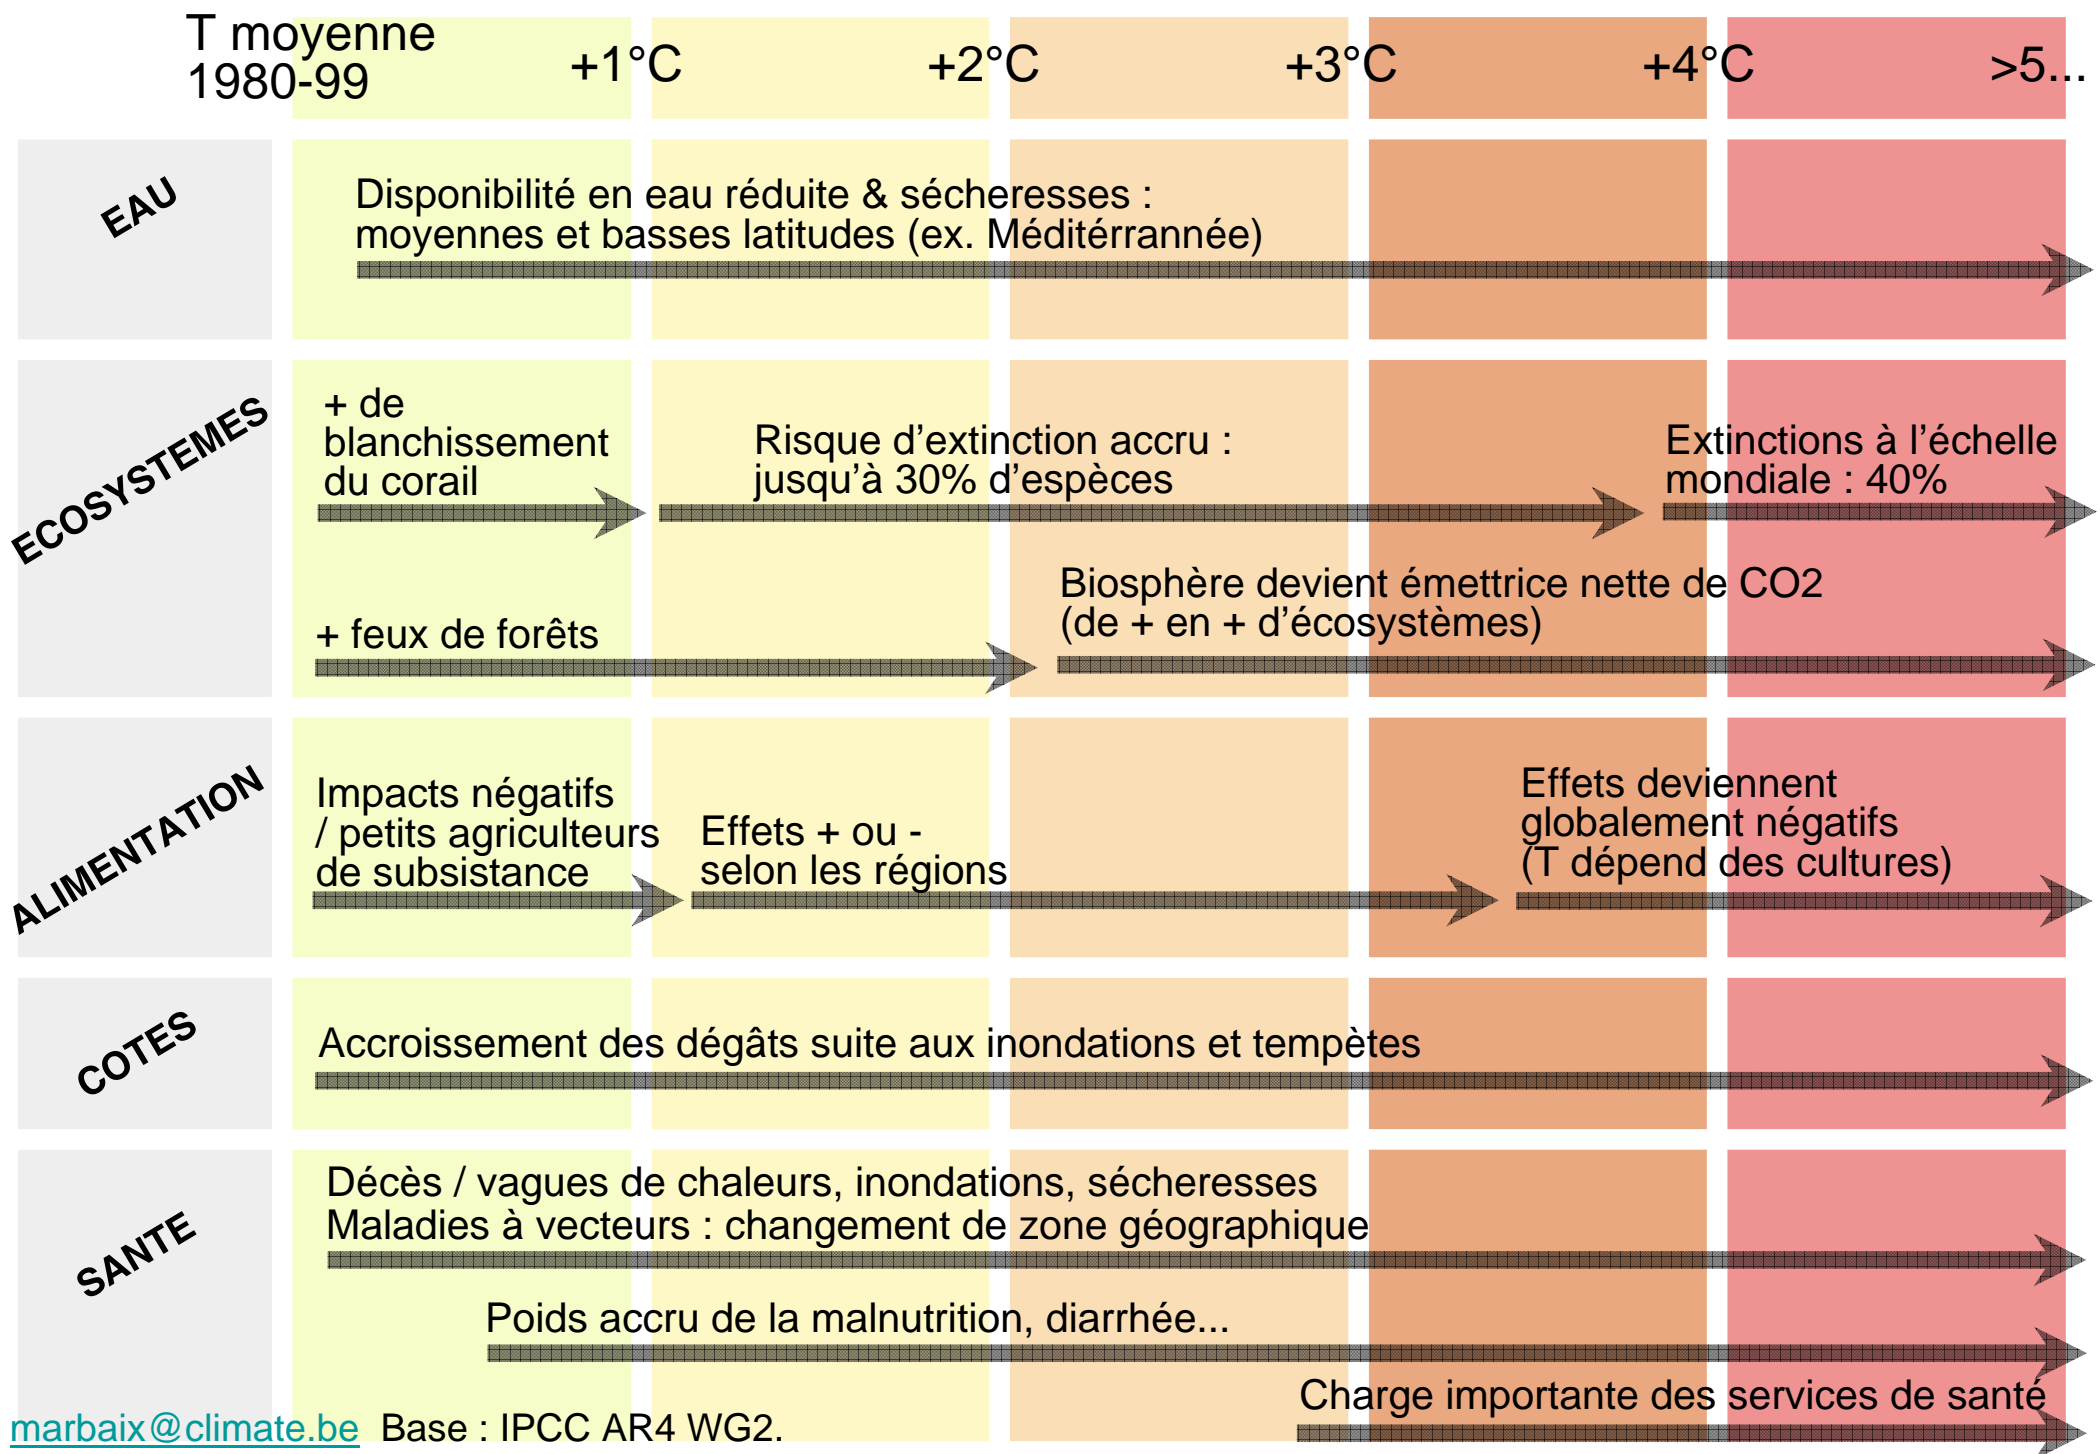 T moyenne
1980-99
+1°C
+2°C
+3°C
+4°C
>5...
EAU
Disponibilité en eau réduite & sécheresses :
moyennes et basses latitudes (ex. Méditérrannée)
ECOSYSTEMES
+ de
blanchissement
du corail
Risque d’extinction accru :
jusqu’à 30% d’espèces
Extinctions à l’échelle
mondiale : 40%
+ feux de forêts
Biosphère devient émettrice nette de CO2
(de + en + d’écosystèmes)
ALIMENTATION
Impacts négatifs
/ petits agriculteurs
de subsistance
Effets + ou -
selon les régions
Effets deviennent
globalement négatifs
(T dépend des cultures)
COTES
Accroissement des dégâts suite aux inondations et tempètes
SANTE
Décès / vagues de chaleurs, inondations, sécheresses
Maladies à vecteurs : changement de zone géographique
Poids accru de la malnutrition, diarrhée...
Charge importante des services de santé
marbaix@climate.be Base : IPCC AR4 WG2.